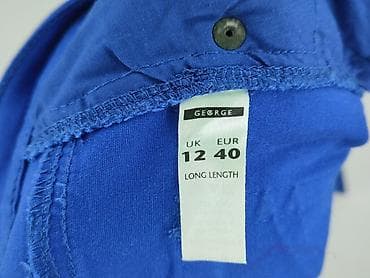 GEORGE
UK EUR
12 40
LONG LENGTH